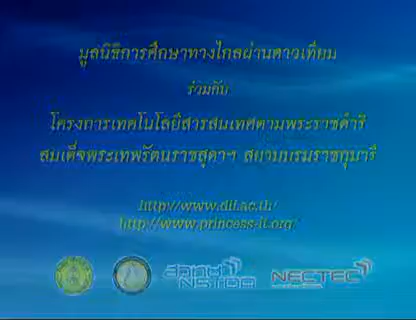 มูลนิธิการศึกษาทางไกลผ่านดาวเทียม
ร่วมกับ
โครงการเทคโนโลยีสารสนเทศตามพระราชดำริ
สมเด็จพระเทพรัตนราชสุดาฯ สยามบรมราชกุมารี
http://www.dlf.ac.th/
http://www.princess-it.org/
สวทช
NSTDA
NECTEC